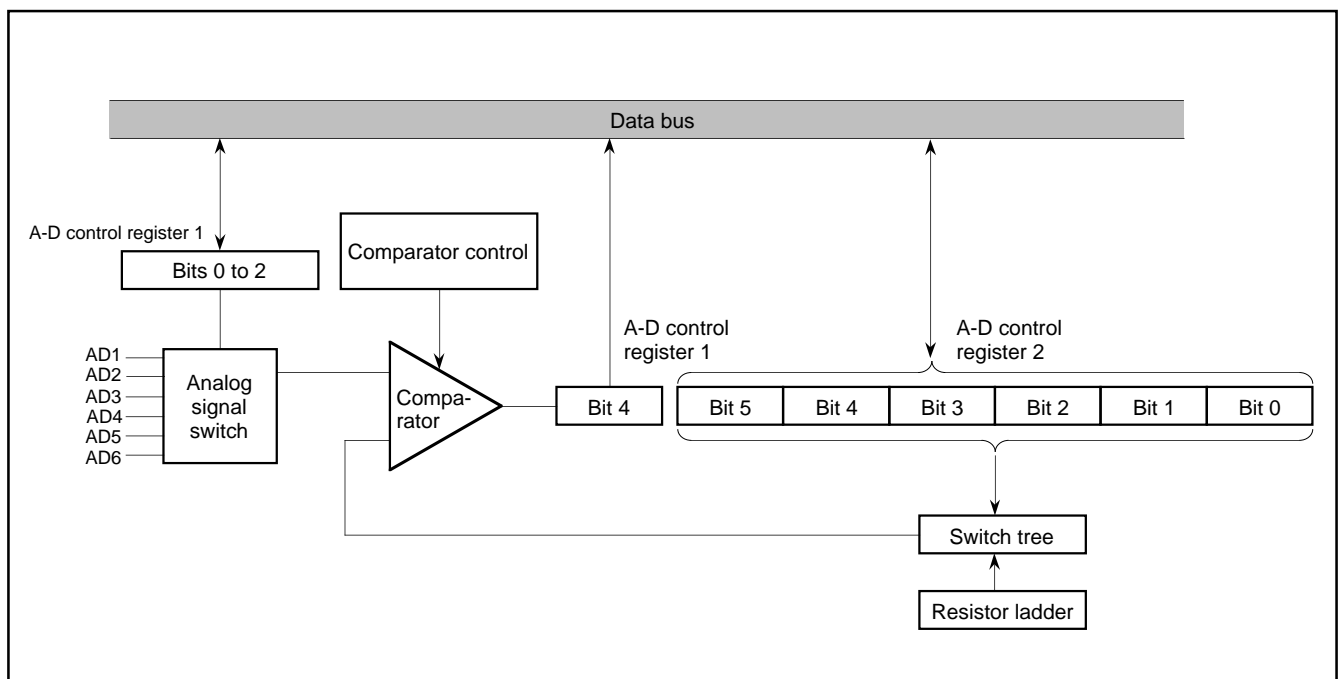 Data bus
A-D control register 1
Bits 0 to 2
Comparator control
A-D control
register 1
A-D control
register 2
AD1
AD2
AD3
AD4
AD5
AD6
Analog
signal
switch
Compa-
rator
Bit 4
Bit 5
Bit 4
Bit 3
Bit 2
Bit 1
Bit 0
Switch tree
Resistor ladder